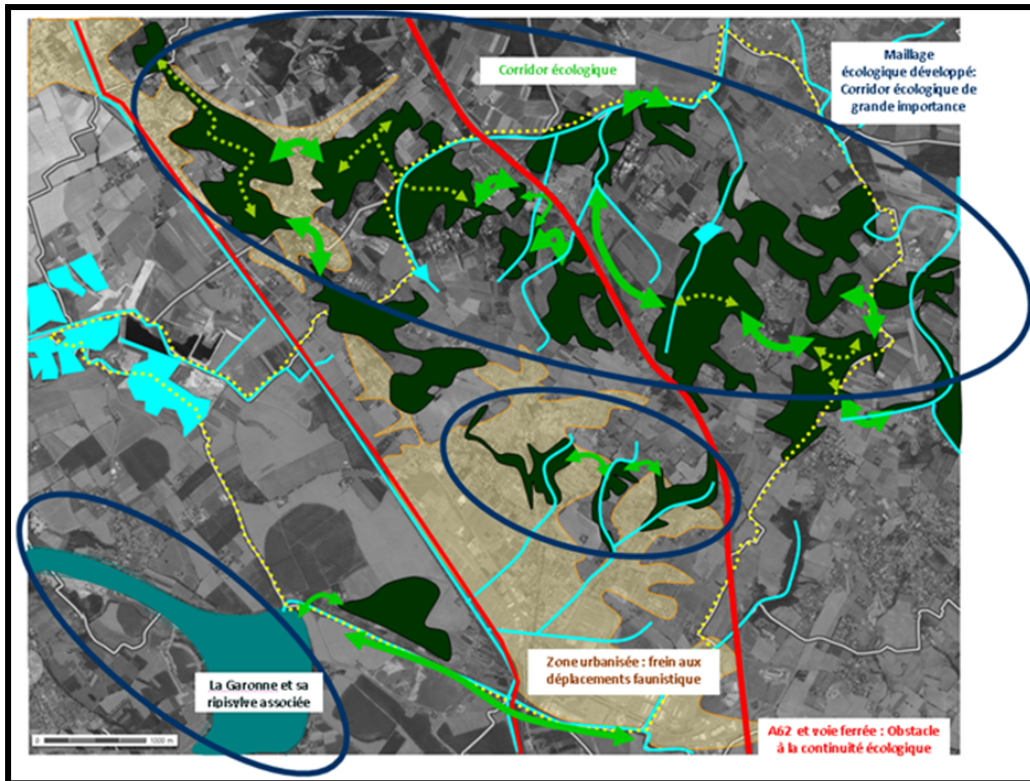 Corridor écologique
Maillage
écologique développé:
Corridor écologique de
grande importance
Zone urbanisée : frein aux
déplacements faunistique
La Garonne et sa
ripisylve associée
A62 et voie ferrée : Obstacle
à la continuité écologique
0 1000 m